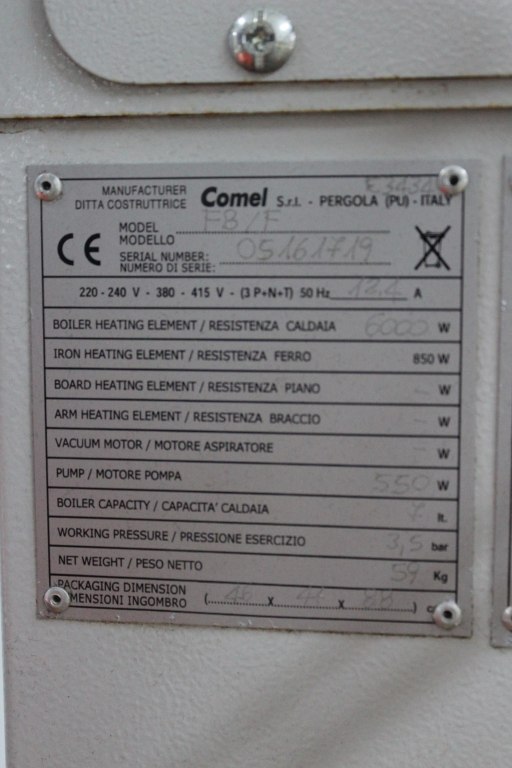 MANUFACTURER
DITTA COSTRUTTRICE Comel S.r.l. - PERGOLA (PU) - ITALY
CE
MODEL
MODELLO FB/F
SERIAL NUMBER:
NUMERO DI SERIE: 05161719
220-240 V - 380 - 415 V - (3 P+N+T) 50 Hz 12.4 A
BOILER HEATING ELEMENT / RESISTENZA CALDAIA 6000 W
IRON HEATING ELEMENT / RESISTENZA FERRO 850 W
BOARD HEATING ELEMENT / RESISTENZA PIANO - W
ARM HEATING ELEMENT / RESISTENZA BRACCIO - W
VACUUM MOTOR / MOTORE ASPIRATORE - W
PUMP / MOTORE POMPA 550 W
BOILER CAPACITY / CAPACITA' CALDAIA 7 lt.
WORKING PRESSURE / PRESSIONE ESERCIZIO 3,5 bar
NET WEIGHT / PESO NETTO 59 Kg
PACKAGING DIMENSION
DIMENSIONI INGOMBRO (........x........x........)